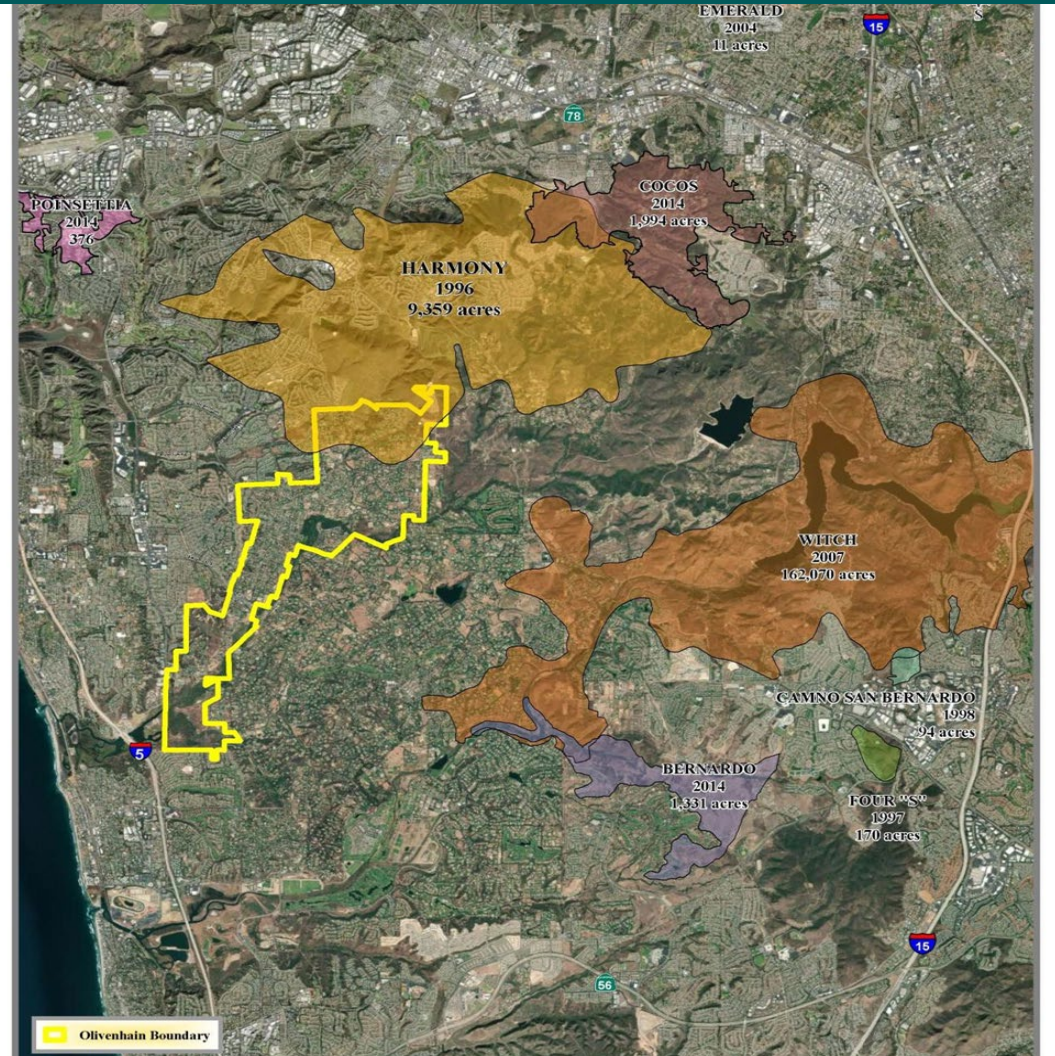 EMERALD
2004
11 acres
15
S
78
POINSETTIA
2014
376
COCOS
2014
1,994 acres
HARMONY
1996
9,359 acres
WITCH
2007
162,070 acres
CAMNO SAN BERNARDO
1998
94 acres
5
BERNARDO
2014
1,331 acres
FOUR "S"
1997
170 acres
15
56
Olivenhain Boundary